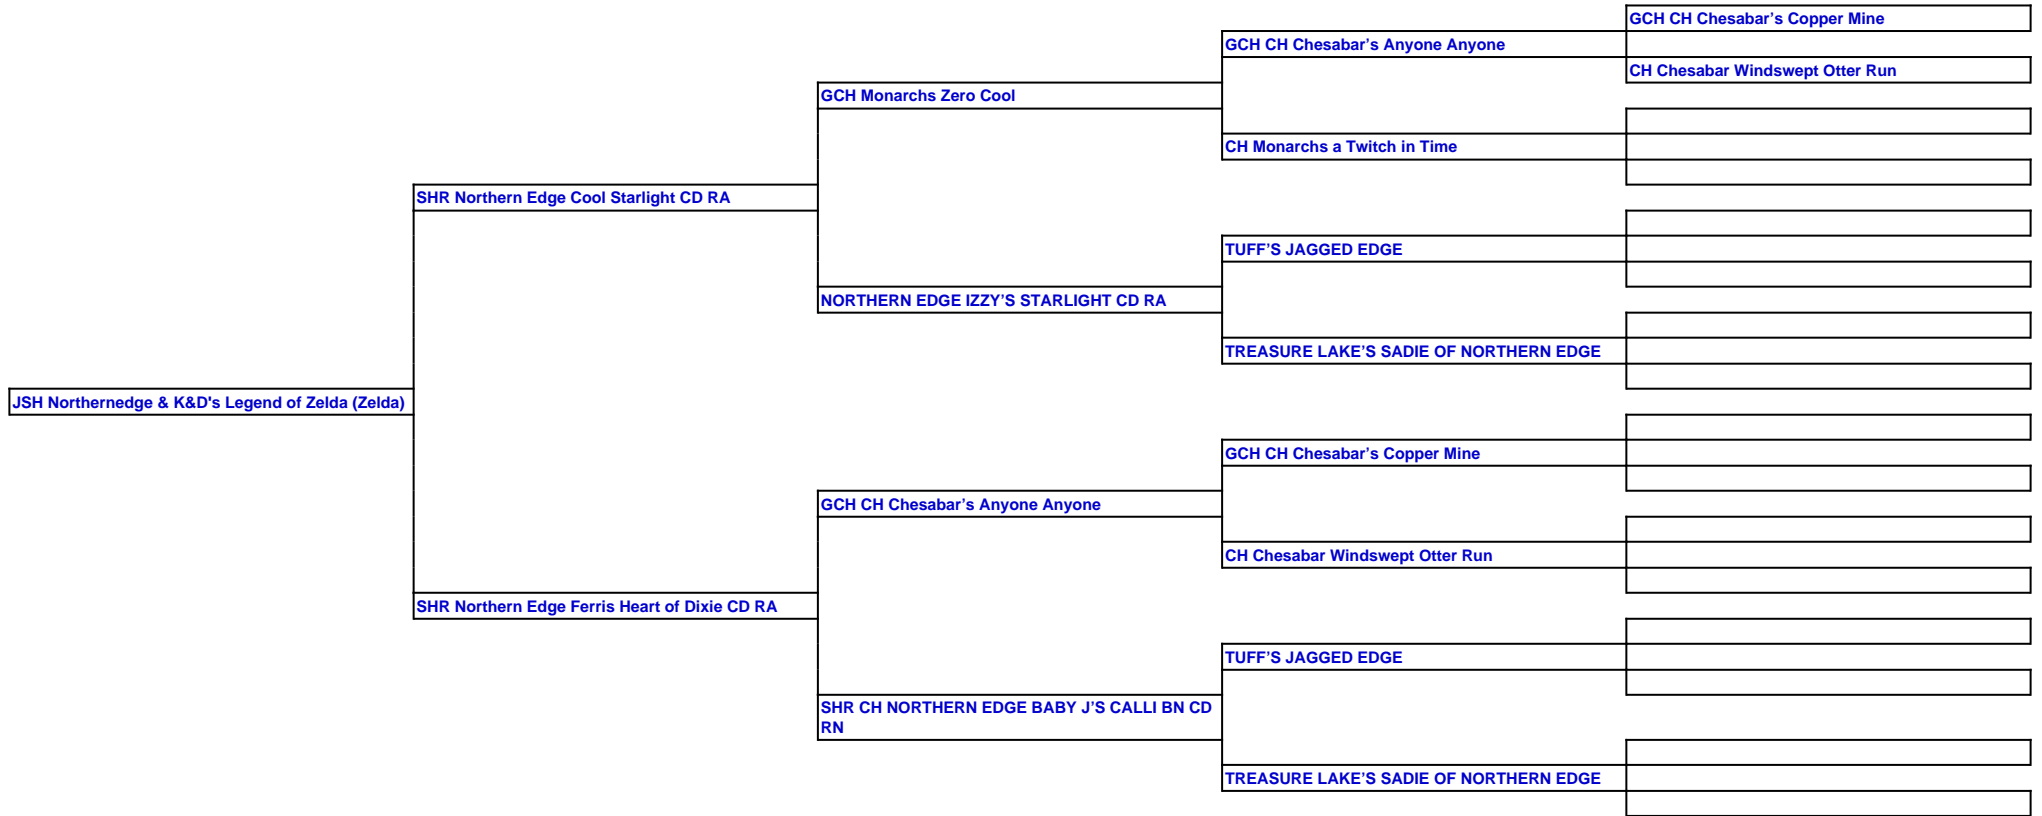 GCH CH Chesabar’s Copper Mine
GCH CH Chesabar’s Anyone Anyone
CH Chesabar Windswept Otter Run
GCH Monarchs Zero Cool
CH Monarchs a Twitch in Time
SHR Northern Edge Cool Starlight CD RA
TUFF’S JAGGED EDGE
NORTHERN EDGE IZZY’S STARLIGHT CD RA
TREASURE LAKE’S SADIE OF NORTHERN EDGE
JSH Northernedge & K&D's Legend of Zelda (Zelda)
GCH CH Chesabar’s Copper Mine
GCH CH Chesabar’s Anyone Anyone
CH Chesabar Windswept Otter Run
SHR Northern Edge Ferris Heart of Dixie CD RA
TUFF’S JAGGED EDGE
SHR CH NORTHERN EDGE BABY J’S CALLI BN CD
RN
TREASURE LAKE’S SADIE OF NORTHERN EDGE